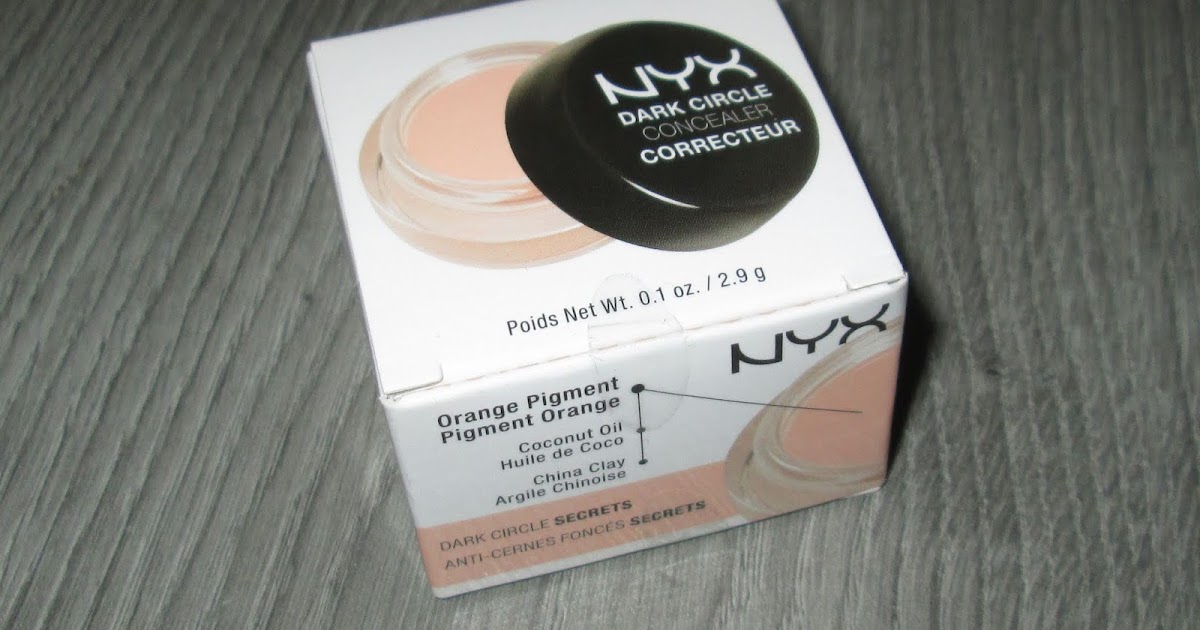 NYX
DARK CIRCLE
CONCEALER
CORRECTEUR
Poids Net Wt. 0.1 oz. / 2.9 g
NYX
Orange Pigment
Pigment Orange
Coconut Oil
Huile de Coco
China Clay
Argile Chinoise
DARK CIRCLE SECRETS
ANTI-CERNES FONCÉS SECRETS